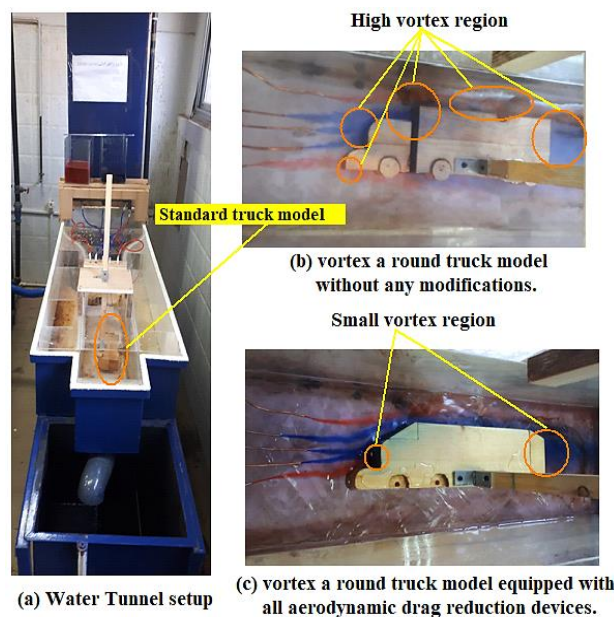 High vortex region
Standard truck model
(b) vortex a round truck model
without any modifications.
Small vortex region
(a) Water Tunnel setup
(c) vortex a round truck model equipped with
all aerodynamic drag reduction devices.